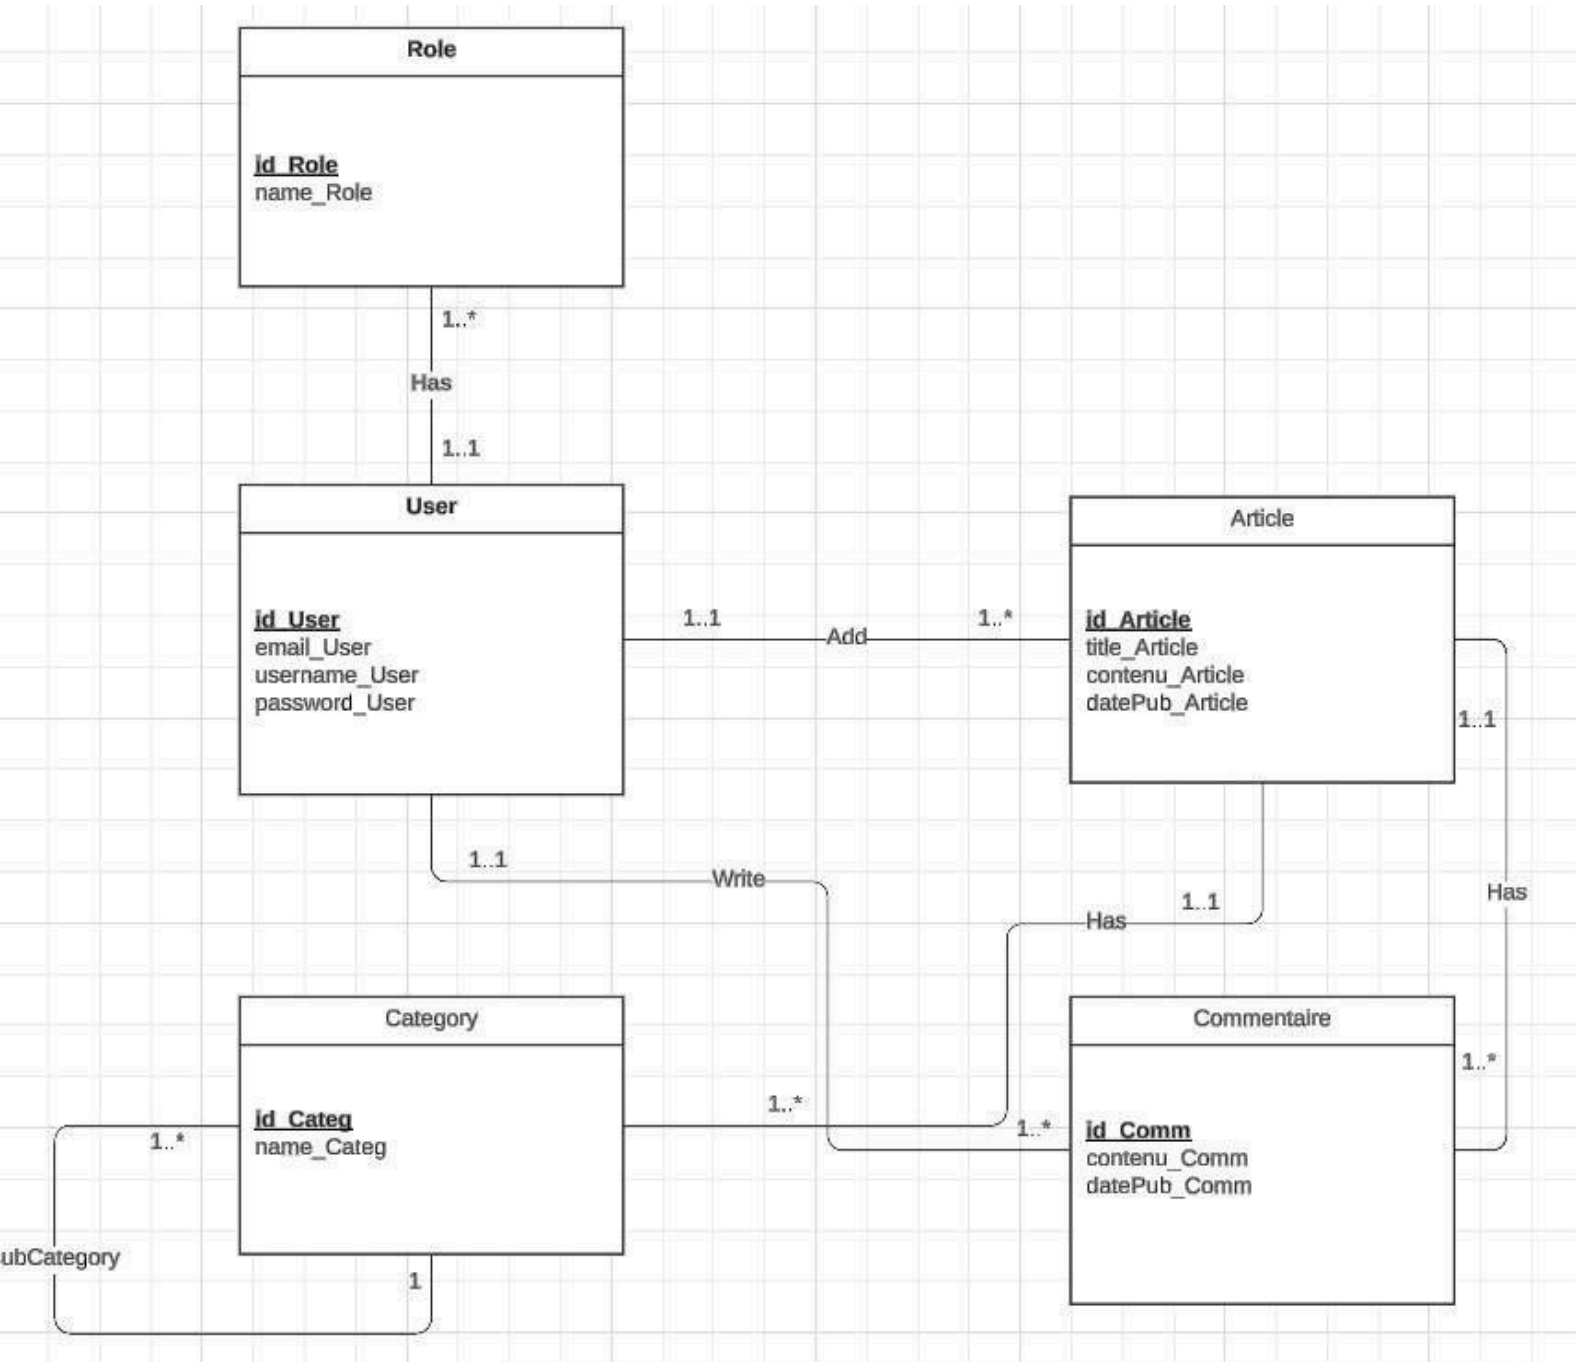 Role
id_Role
name_Role
1..*
Has
1..1
User
id_User
email_User
username_User
password_User
1..1
Add
1..*
Article
id_Article
title_Article
contenu_Article
datePub_Article
1..1
Has
1..*
1..1
Write
1..*
1..1
Has
1..*
Category
id_Categ
name_Categ
1..*
ubCategory
1
Commentaire
id_Comm
contenu_Comm
datePub_Comm